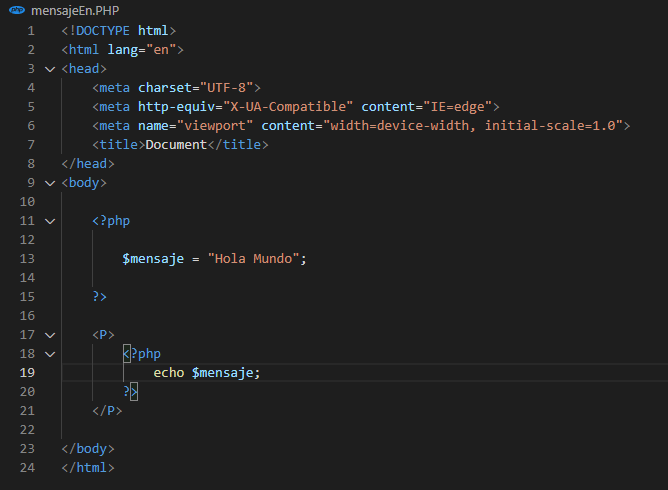 php mensajeEn.PHP
1 <!DOCTYPE html>
2 <html lang="en">
3 <head>
4 <meta charset="UTF-8">
5 <meta http-equiv="X-UA-Compatible" content="IE=edge">
6 <meta name="viewport" content="width=device-width, initial-scale=1.0">
7 <title>Document</title>
8 </head>
9 <body>
10
11 <?php
12
13 $mensaje = "Hola Mundo";
14
15 ?>
16
17 <P>
18 <?php
19 echo $mensaje;
20 ?>
21 </P>
22
23 </body>
24 </html>